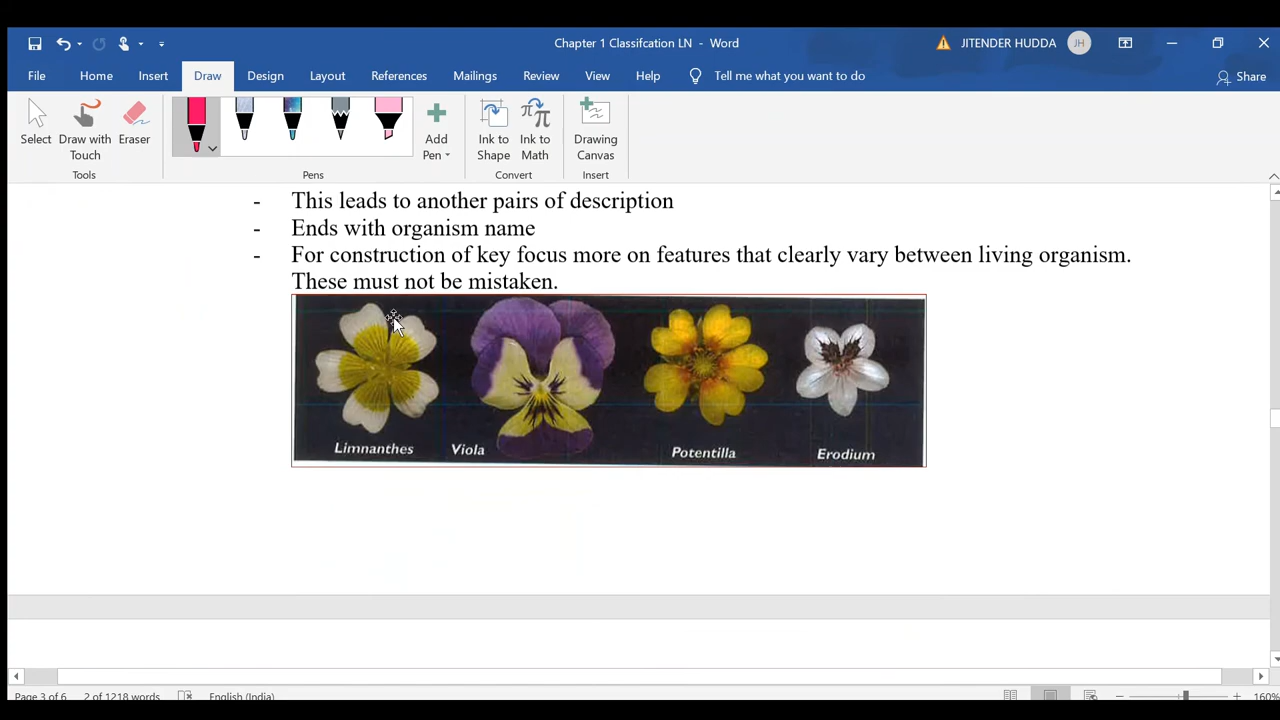 Chapter 1 Classifcation LN - Word
JITENDER HUDDA
JH
File Home Insert Draw Design Layout References Mailings Review View Help Tell me what you want to do
Share
Select
Draw with Touch
Eraser
Add Pen
Ink to Shape
Ink to Math
Drawing Canvas
Tools
Pens
Convert
Insert
- This leads to another pairs of description
- Ends with organism name
- For construction of key focus more on features that clearly vary between living organism.
These must not be mistaken.
Limnanthes Viola Potentilla Erodium
Page 3 of 6 2 of 1218 words English (India) 160%